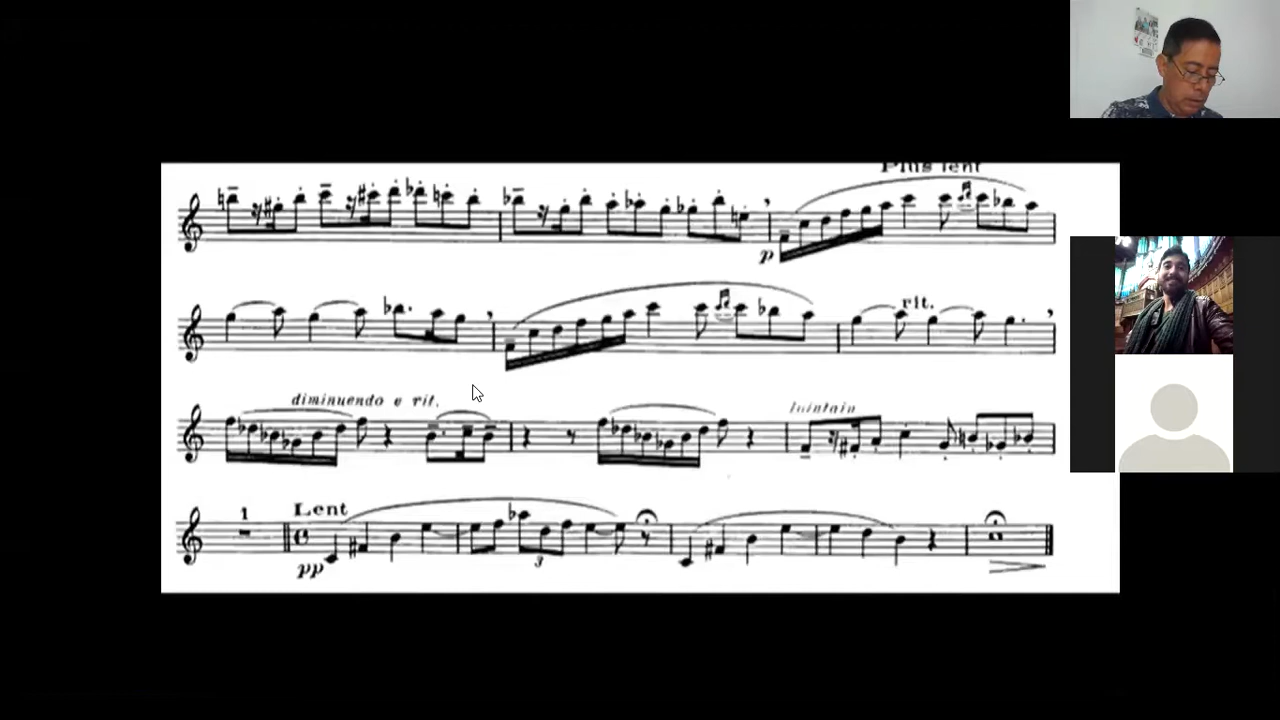 Plus lent
p
rit.
diminuendo e rit.
lointain
1
Lent
pp
3